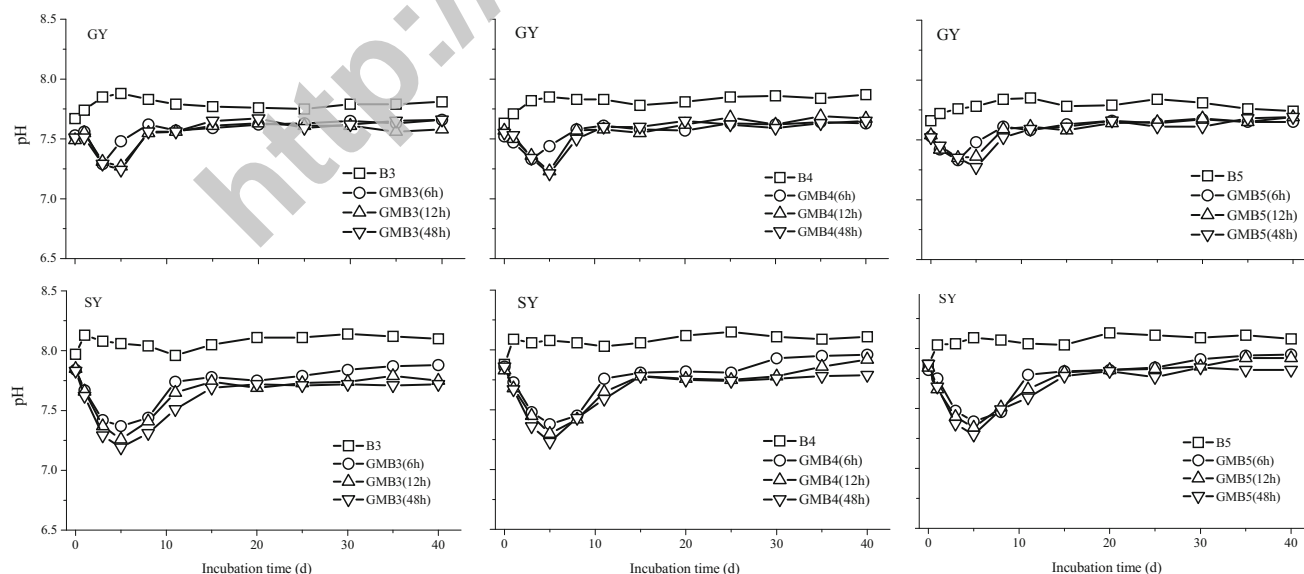 GY
8.5
8.0
7.5
7.0
6.5
pH
B3
GMB3(6h)
GMB3(12h)
GMB3(48h)
GY
B4
GMB4(6h)
GMB4(12h)
GMB4(48h)
GY
B5
GMB5(6h)
GMB5(12h)
GMB5(48h)
http:/
SY
8.5
8.0
7.5
7.0
6.5
pH
B3
GMB3(6h)
GMB3(12h)
GMB3(48h)
0 10 20 30 40
Incubation time (d)
SY
B4
GMB4(6h)
GMB4(12h)
GMB4(48h)
0 10 20 30 40
Incubation time (d)
SY
B5
GMB5(6h)
GMB5(12h)
GMB5(48h)
0 10 20 30 40
Incubation time (d)